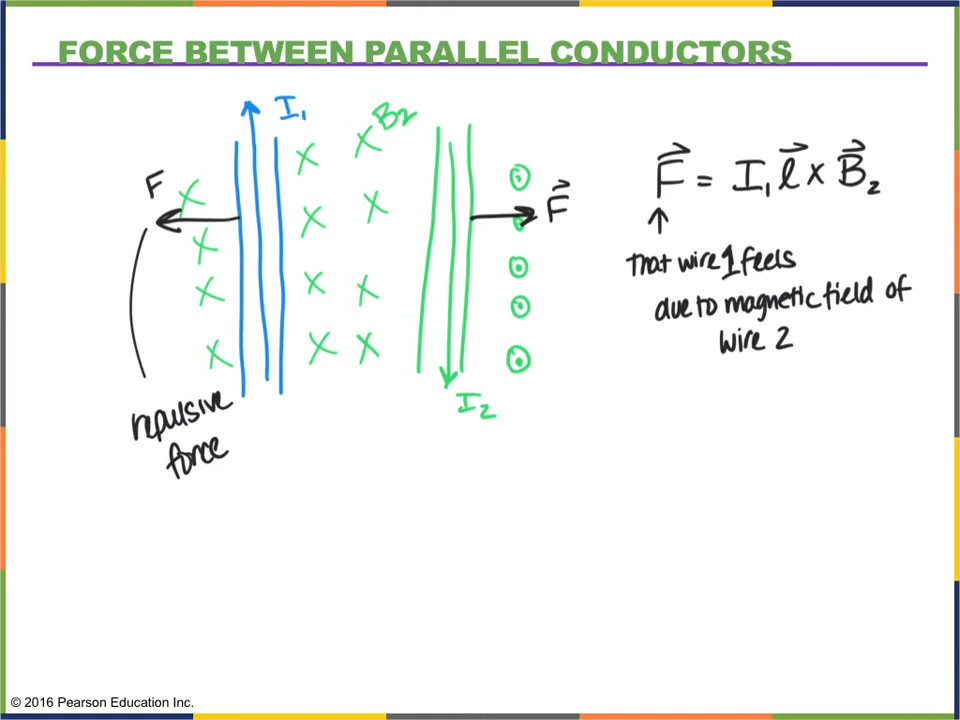 FORCE BETWEEN PARALLEL CONDUCTORS
I₁
B₂
F
F⃗
I₂
repulsive
force
F⃗ = I₁ l⃗ x B⃗₂
that wire 1 feels
due to magnetic field of
wire 2
© 2016 Pearson Education Inc.